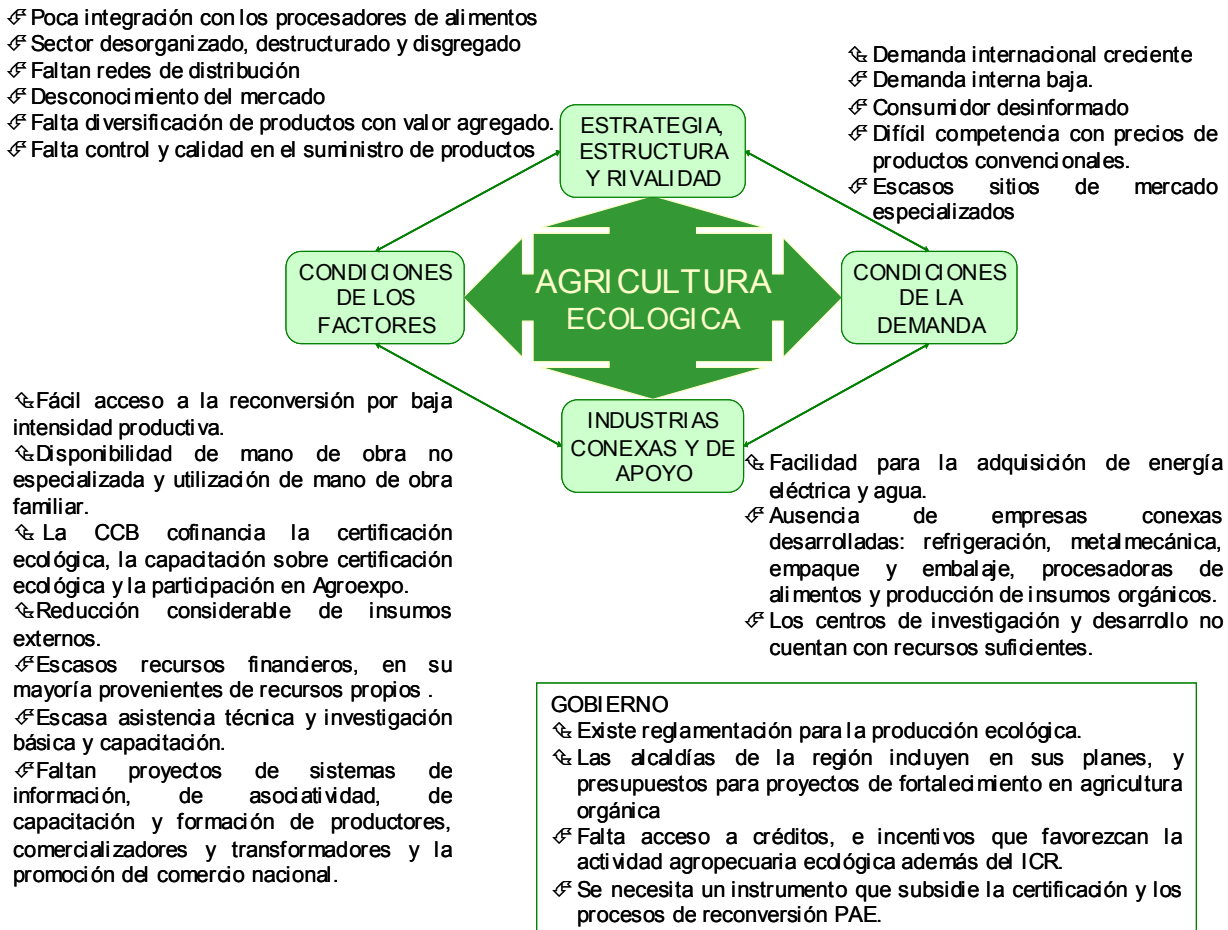 Poca integración con los procesadores de alimentos
Sector desorganizado, destructurado y disgregado
Faltan redes de distribución
Desconocimiento del mercado
Falta diversificación de productos con valor agregado.
Falta control y calidad en el suministro de productos
Demanda internacional creciente
Demanda interna baja.
Consumidor desinformado
Difícil competencia con precios de
productos convencionales.
Escasos sitios de mercado
especializados
ESTRATEGIA,
ESTRUCTURA
Y RIVALIDAD
CONDICIONES
DE LOS
FACTORES
AGRICULTURA
ECOLOGICA
CONDICIONES
DE LA
DEMANDA
INDUSTRIAS
CONEXAS Y DE
APOYO
Fácil acceso a la reconversión por baja
intensidad productiva.
Disponibilidad de mano de obra no
especializada y utilización de mano de obra
familiar.
La CCB cofinancia la certificación
ecológica, la capacitación sobre certificación
ecológica y la participación en Agroexpo.
Reducción considerable de insumos
externos.
Escasos recursos financieros, en su
mayoría provenientes de recursos propios .
Escasa asistencia técnica y investigación
básica y capacitación.
Faltan proyectos de sistemas de
información, de asociatividad, de
capacitación y formación de productores,
comercializadores y transformadores y la
promoción del comercio nacional.
Facilidad para la adquisición de energía
eléctrica y agua.
Ausencia de empresas conexas
desarrolladas: refrigeración, metalmecánica,
empaque y embalaje, procesadoras de
alimentos y producción de insumos orgánicos.
Los centros de investigación y desarrollo no
cuentan con recursos suficientes.
GOBIERNO
Existe reglamentación para la producción ecológica.
Las alcaldías de la región incluyen en sus planes, y
presupuestos para proyectos de fortalecimiento en agricultura
orgánica
Falta acceso a créditos, e incentivos que favorezcan la
actividad agropecuaria ecológica además del ICR.
Se necesita un instrumento que subsidie la certificación y los
procesos de reconversión PAE.